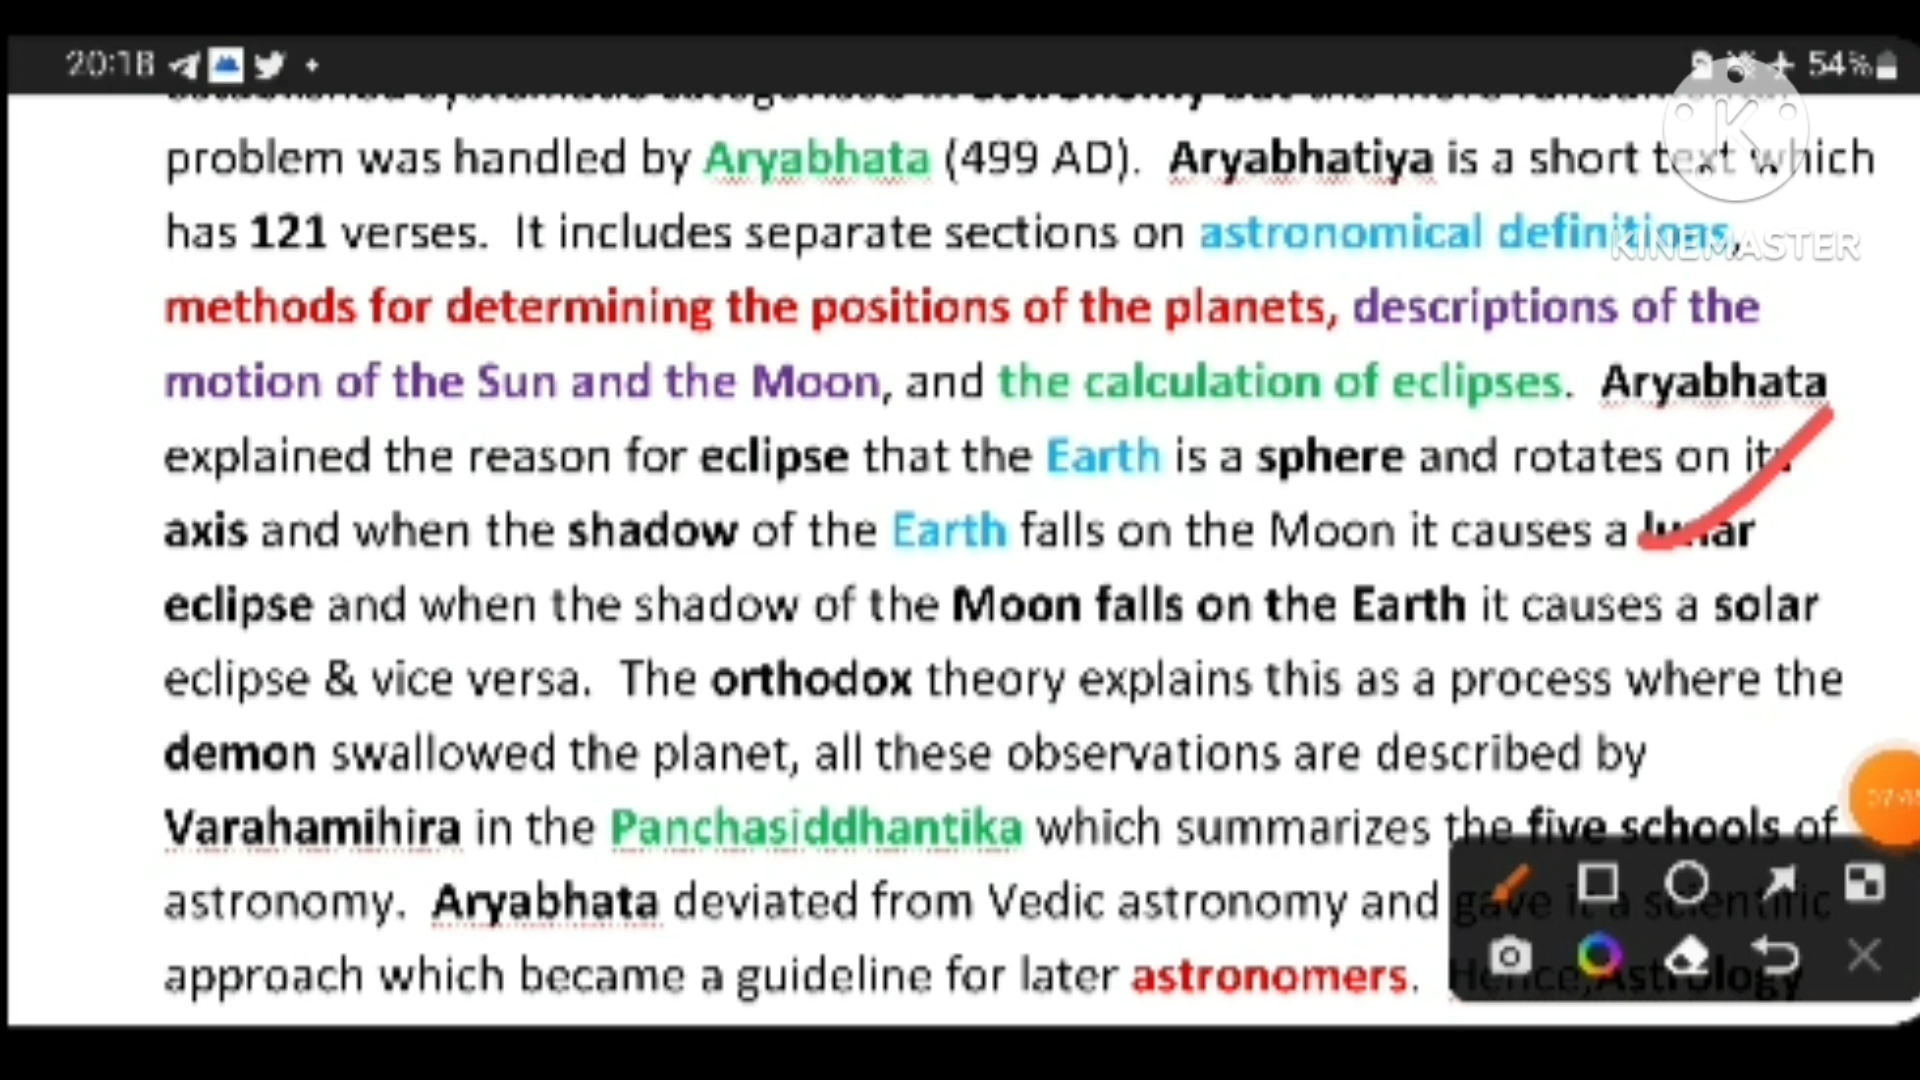 20:18 54%
problem was handled by Aryabhata (499 AD). Aryabhatiya is a short text which
has 121 verses. It includes separate sections on astronomical definitions,
KINEMASTER
methods for determining the positions of the planets, descriptions of the
motion of the Sun and the Moon, and the calculation of eclipses. Aryabhata
explained the reason for eclipse that the Earth is a sphere and rotates on its
axis and when the shadow of the Earth falls on the Moon it causes a lunar
eclipse and when the shadow of the Moon falls on the Earth it causes a solar
eclipse & vice versa. The orthodox theory explains this as a process where the
demon swallowed the planet, all these observations are described by
Varahamihira in the Panchasiddhantika which summarizes the five schools of
astronomy. Aryabhata deviated from Vedic astronomy and gave it a scientific
approach which became a guideline for later astronomers. Hence, Astrology